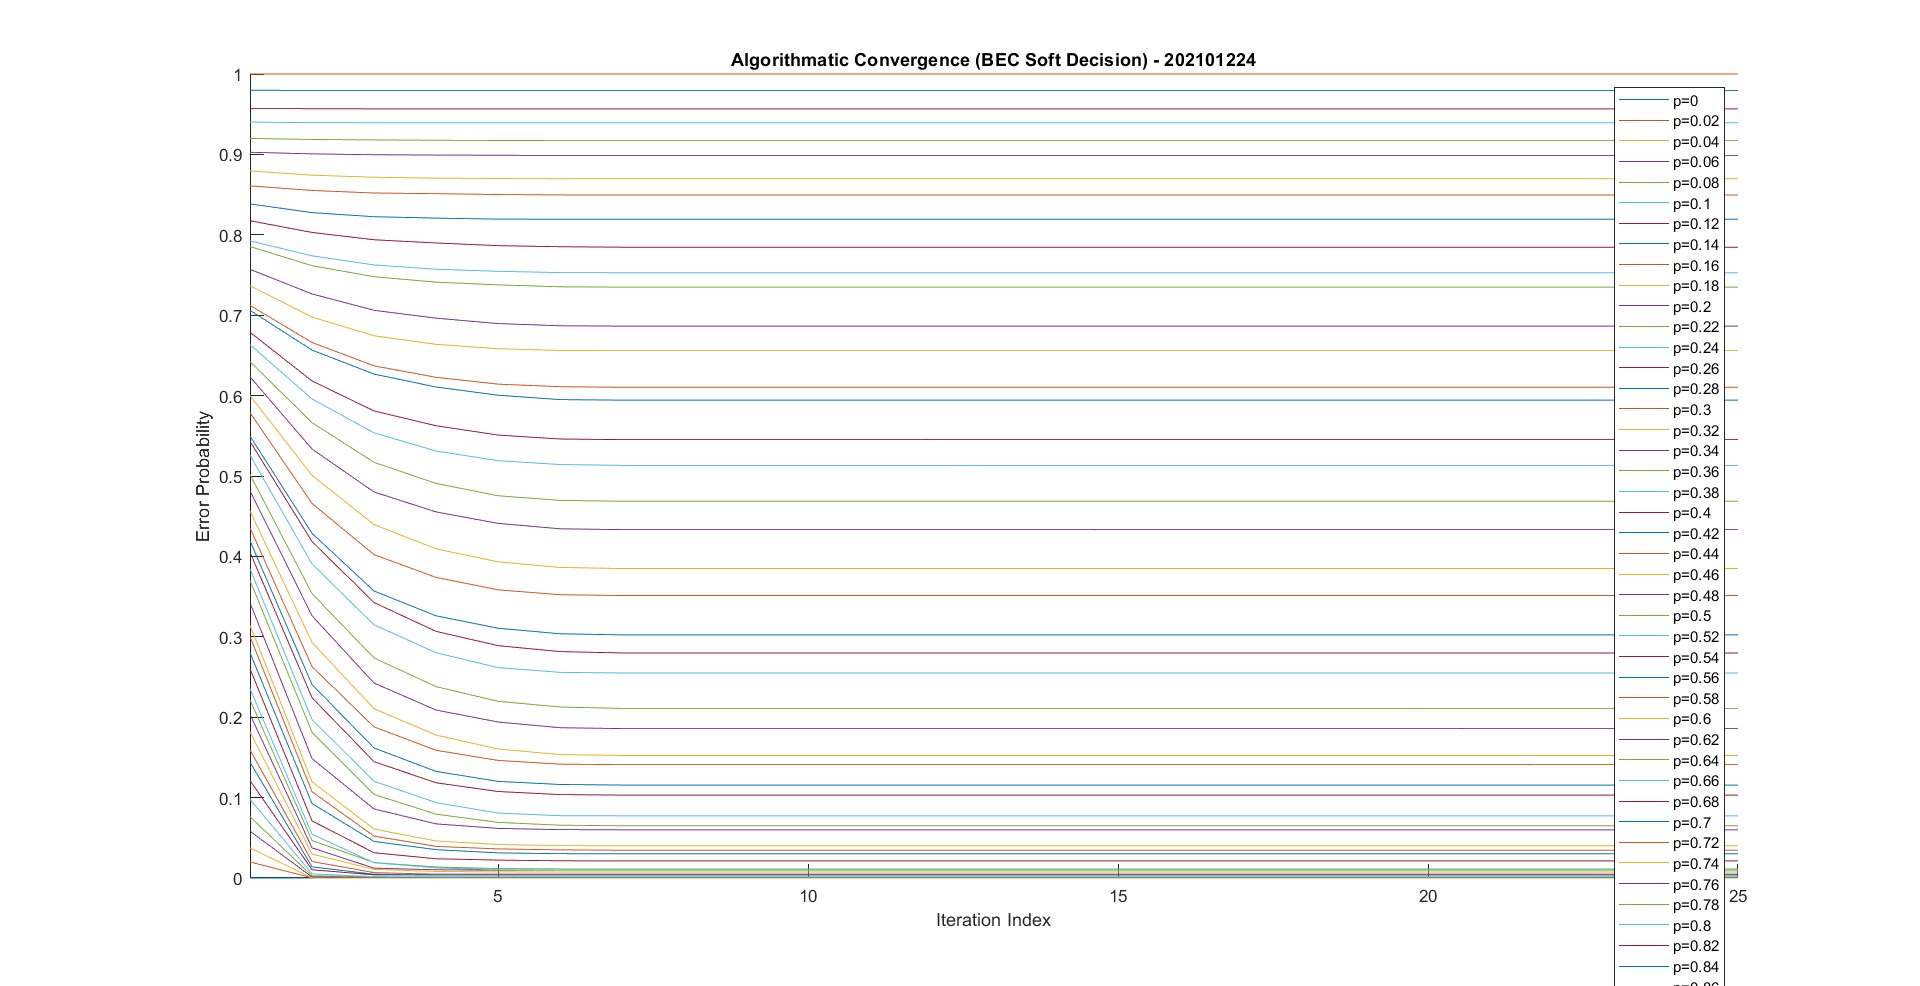 Algorithmatic Convergence (BEC Soft Decision) - 202101224
1
0.9
0.8
0.7
0.6
0.5
0.4
0.3
0.2
0.1
0
Error Probability
5
10
15
20
25
Iteration Index
p=0
p=0.02
p=0.04
p=0.06
p=0.08
p=0.1
p=0.12
p=0.14
p=0.16
p=0.18
p=0.2
p=0.22
p=0.24
p=0.26
p=0.28
p=0.3
p=0.32
p=0.34
p=0.36
p=0.38
p=0.4
p=0.42
p=0.44
p=0.46
p=0.48
p=0.5
p=0.52
p=0.54
p=0.56
p=0.58
p=0.6
p=0.62
p=0.64
p=0.66
p=0.68
p=0.7
p=0.72
p=0.74
p=0.76
p=0.78
p=0.8
p=0.82
p=0.84